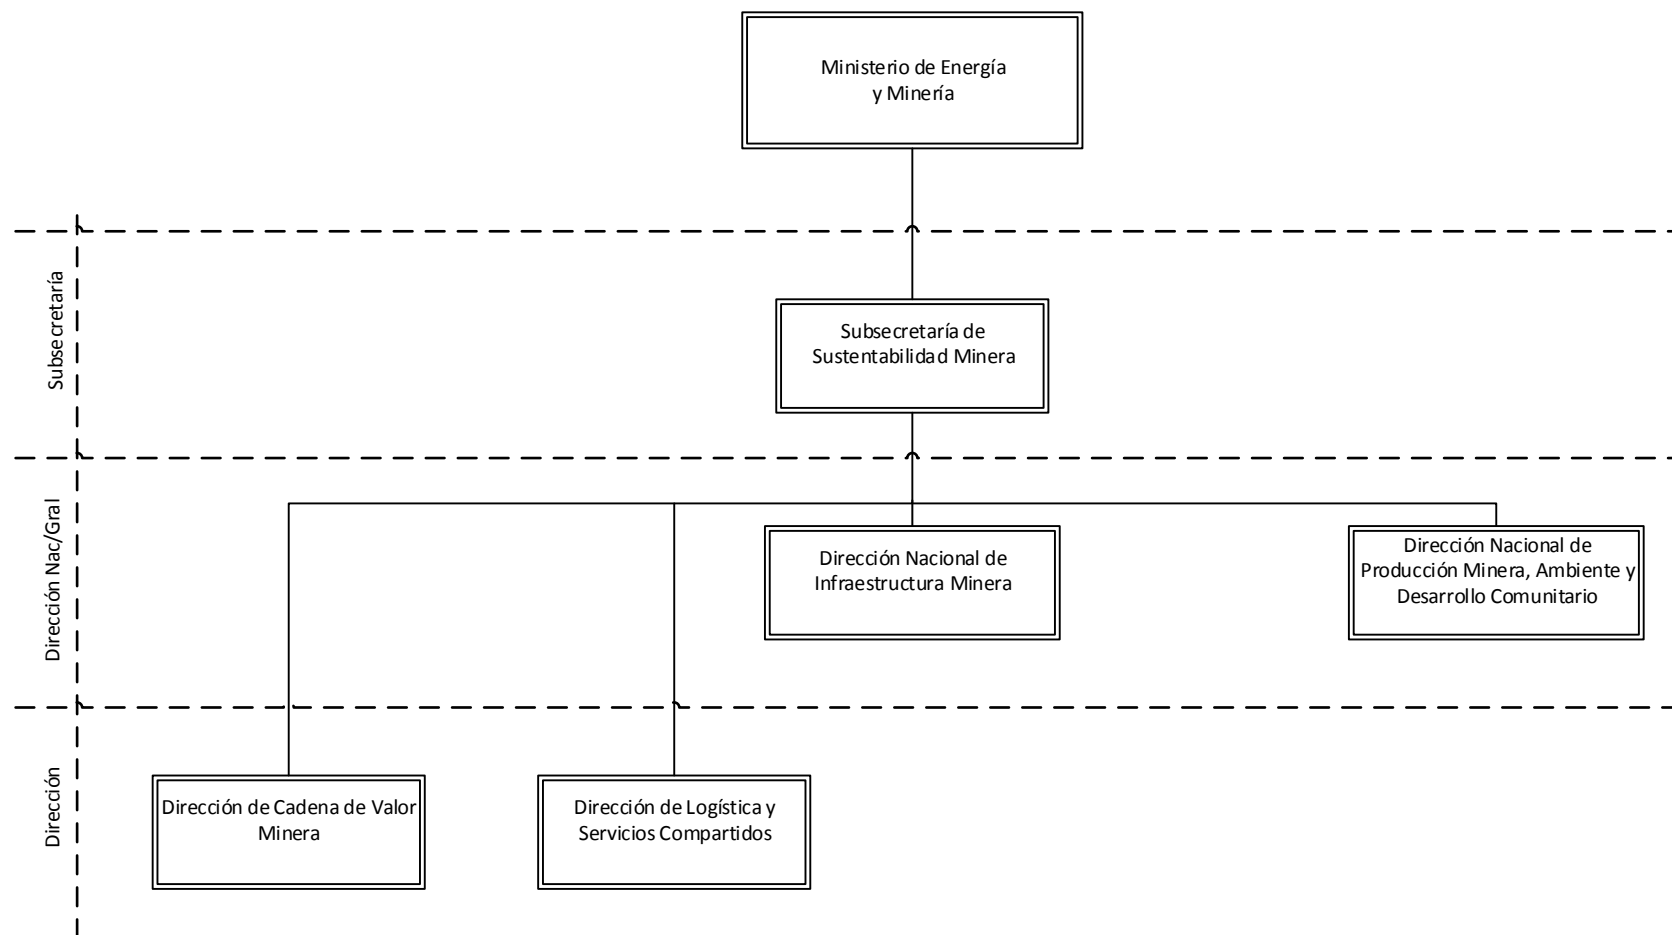 Ministerio de Energía
y Minería
Subsecretaría
Subsecretaría de
Sustentabilidad Minera
Dirección Nac/Gral
Dirección Nacional de
Infraestructura Minera
Dirección Nacional de
Producción Minera, Ambiente y
Desarrollo Comunitario
Dirección
Dirección de Cadena de Valor
Minera
Dirección de Logística y
Servicios Compartidos